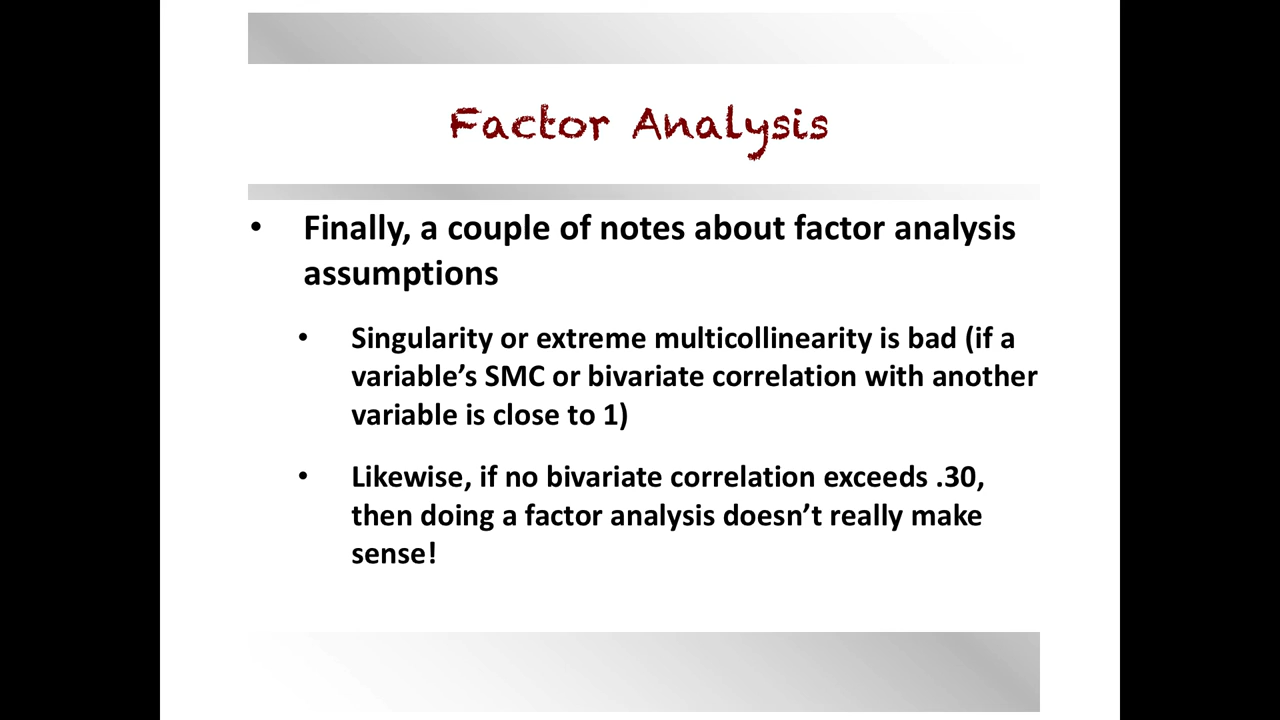 Factor Analysis
• Finally, a couple of notes about factor analysis
assumptions
• Singularity or extreme multicollinearity is bad (if a
variable’s SMC or bivariate correlation with another
variable is close to 1)
• Likewise, if no bivariate correlation exceeds .30,
then doing a factor analysis doesn’t really make
sense!